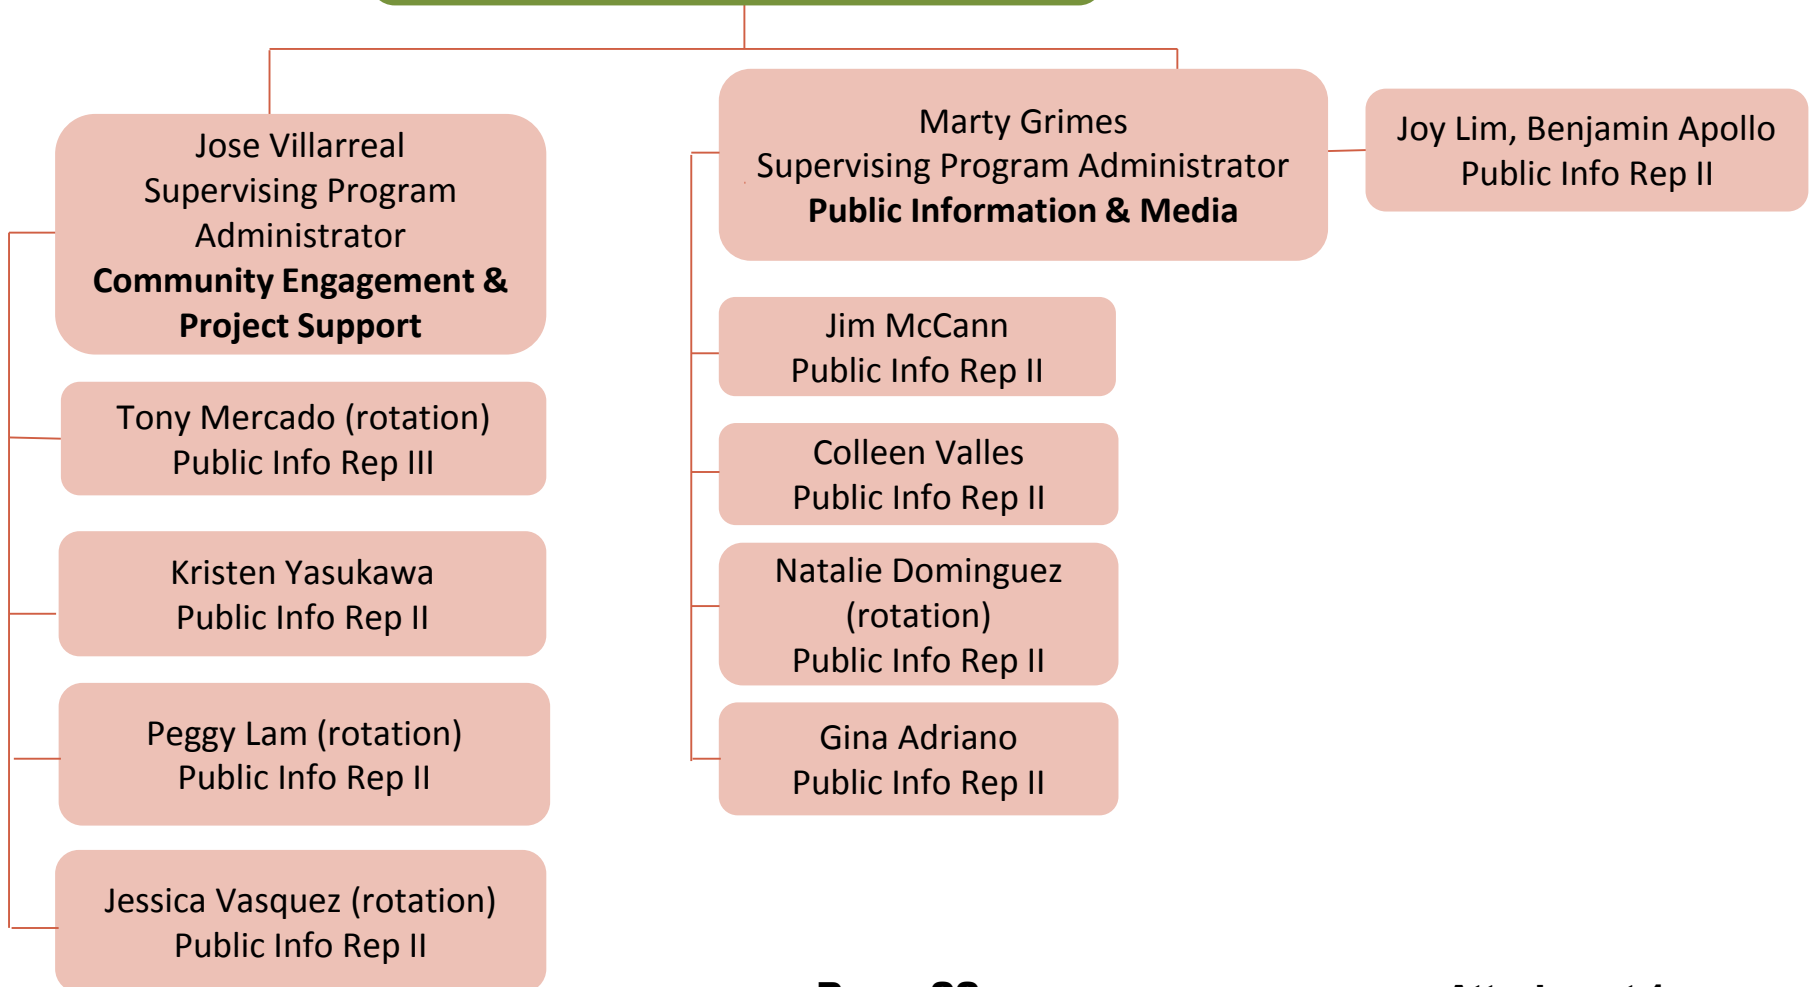 Jose Villarreal
Supervising Program
Administrator
Community Engagement &
Project Support
Tony Mercado (rotation)
Public Info Rep III
Kristen Yasukawa
Public Info Rep II
Peggy Lam (rotation)
Public Info Rep II
Jessica Vasquez (rotation)
Public Info Rep II
Marty Grimes
Supervising Program Administrator
Public Information & Media
Joy Lim, Benjamin Apollo
Public Info Rep II
Jim McCann
Public Info Rep II
Colleen Valles
Public Info Rep II
Natalie Dominguez
(rotation)
Public Info Rep II
Gina Adriano
Public Info Rep II